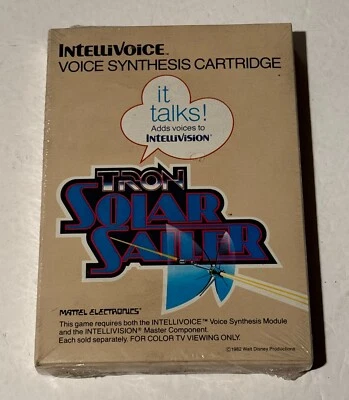 INTELLIVOICE™
VOICE SYNTHESIS CARTRIDGE
it
talks!
Adds voices to
INTELLIVISION®
TRON
SOLAR
SAILER
MATTEL ELECTRONICS®
This game requires both the INTELLIVOICE™ Voice Synthesis Module
and the INTELLIVISION® Master Component.
Each sold separately. FOR COLOR TV VIEWING ONLY.
©1982 Walt Disney Productions